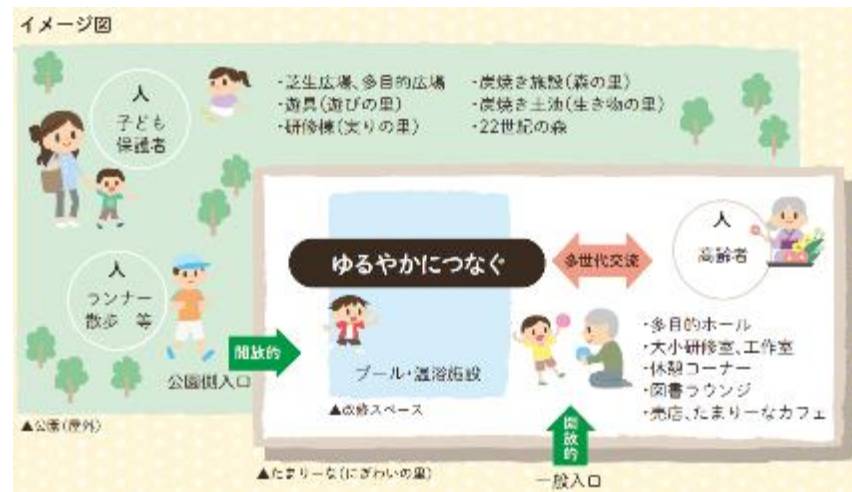 イメージ図
人
子ども
保護者
・芝生広場、多目的広場
・遊具(遊びの里)
・研修棟(実りの里)
・炭焼き施設(森の里)
・炭焼き土池(生き物の里)
・22世紀の森
人
ランナー
散歩 等
開放的
公園側入口
▲公園(屋外)
ゆるやかにつなぐ
多世代交流
人
高齢者
プール・温浴施設
▲改修スペース
・多目的ホール
・大小研修室、工作室
・休憩コーナー
・図書ラウンジ
・売店、たまりーなカフェ
開放的
▲たまりーな(にぎわいの里)
一般入口